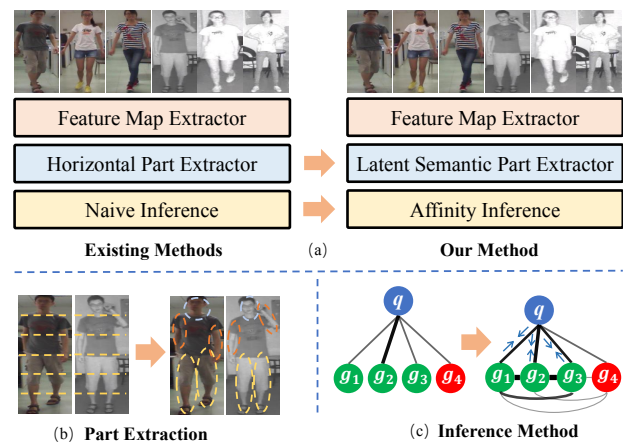 Feature Map Extractor
Feature Map Extractor
Horizontal Part Extractor
Latent Semantic Part Extractor
Naive Inference
Affinity Inference
Existing Methods
(a)
Our Method
q
q
g1 g2 g3 g4
g1 g2 g3 g4
(b) Part Extraction
(c) Inference Method